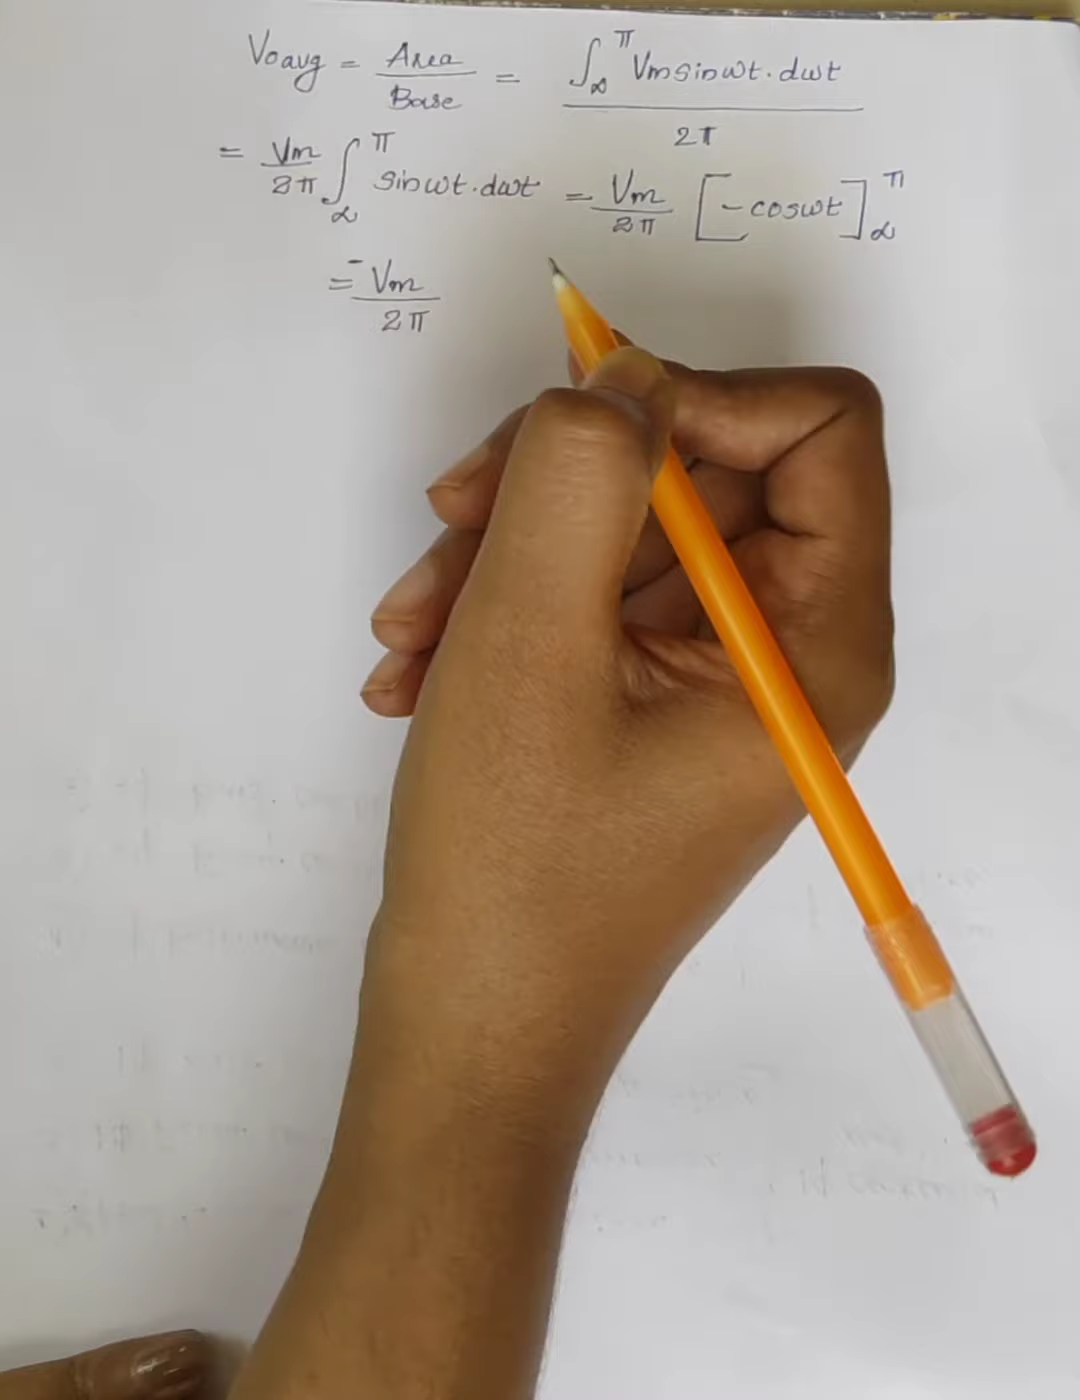 Voavg = Area/Base = ∫α^π Vm sinωt . dωt / 2π
= Vm/2π ∫α^π sinωt . dωt = Vm/2π [-cosωt]α^π
= -Vm/2π